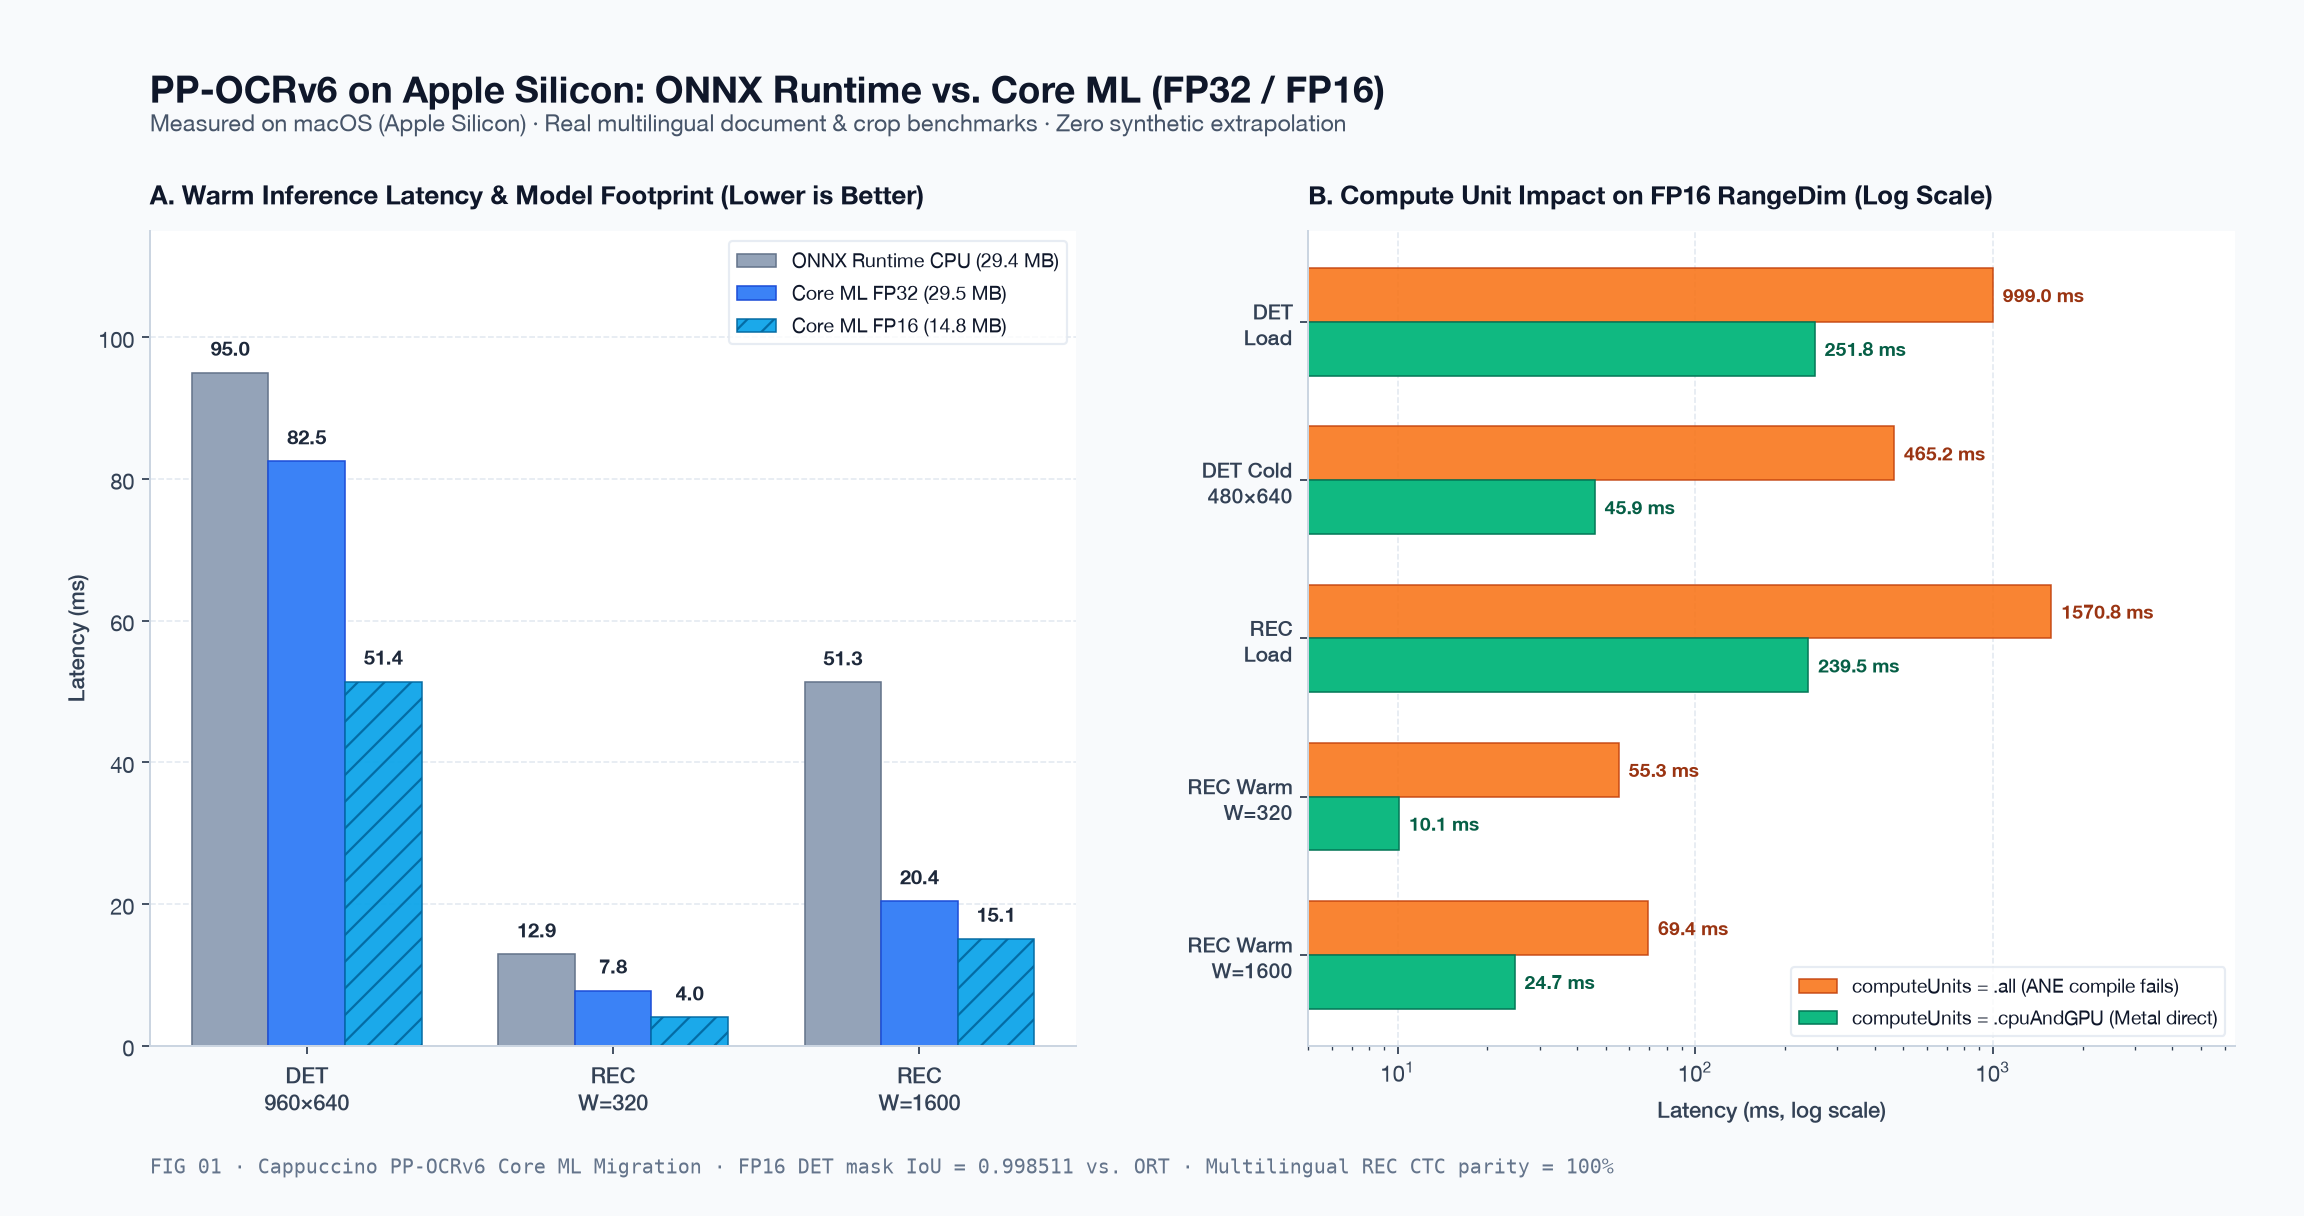 PP-OCRv6 on Apple Silicon: ONNX Runtime vs. Core ML (FP32 / FP16)
Measured on macOS (Apple Silicon) · Real multilingual document & crop benchmarks · Zero synthetic extrapolation
A. Warm Inference Latency & Model Footprint (Lower is Better)
ONNX Runtime CPU (29.4 MB)
Core ML FP32 (29.5 MB)
Core ML FP16 (14.8 MB)
Latency (ms)
100
80
60
40
20
0
95.0
82.5
51.4
12.9
7.8
4.0
51.3
20.4
15.1
DET
960×640
REC
W=320
REC
W=1600
B. Compute Unit Impact on FP16 RangeDim (Log Scale)
DET
Load
999.0 ms
251.8 ms
DET Cold
480×640
465.2 ms
45.9 ms
REC
Load
1570.8 ms
239.5 ms
REC Warm
W=320
55.3 ms
10.1 ms
REC Warm
W=1600
69.4 ms
24.7 ms
computeUnits = .all (ANE compile fails)
computeUnits = .cpuAndGPU (Metal direct)
10¹
10²
10³
Latency (ms, log scale)
FIG 01 · Cappuccino PP-OCRv6 Core ML Migration · FP16 DET mask IoU = 0.998511 vs. ORT · Multilingual REC CTC parity = 100%